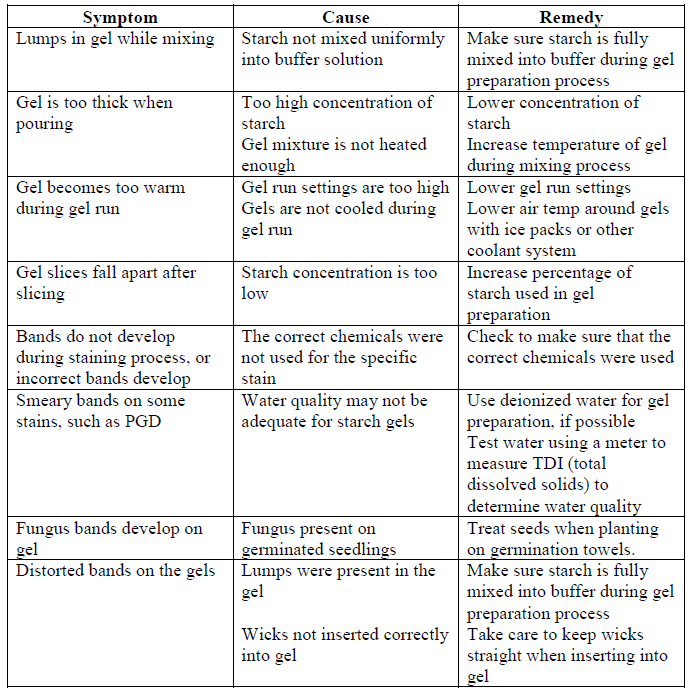 Symptom Cause Remedy
Lumps in gel while mixing
Starch not mixed uniformly
into buffer solution
Make sure starch is fully
mixed into buffer during gel
preparation process
Gel is too thick when
pouring
Too high concentration of
starch
Gel mixture is not heated
enough
Lower concentration of
starch
Increase temperature of gel
during mixing process
Gel becomes too warm
during gel run
Gel run settings are too high
Gels are not cooled during
gel run
Lower gel run settings
Lower air temp around gels
with ice packs or other
coolant system
Gel slices fall apart after
slicing
Starch concentration is too
low
Increase percentage of
starch used in gel
preparation
Bands do not develop
during staining process, or
incorrect bands develop
The correct chemicals were
not used for the specific
stain
Check to make sure that the
correct chemicals were used
Smeary bands on some
stains, such as PGD
Water quality may not be
adequate for starch gels
Use deionized water for gel
preparation, if possible
Test water using a meter to
measure TDI (total
dissolved solids) to
determine water quality
Fungus bands develop on
gel
Fungus present on
germinated seedlings
Treat seeds when planting
on germination towels.
Distorted bands on the gels
Lumps were present in the
gel
Wicks not inserted correctly
into gel
Make sure starch is fully
mixed into buffer during gel
preparation process
Take care to keep wicks
straight when inserting into
gel